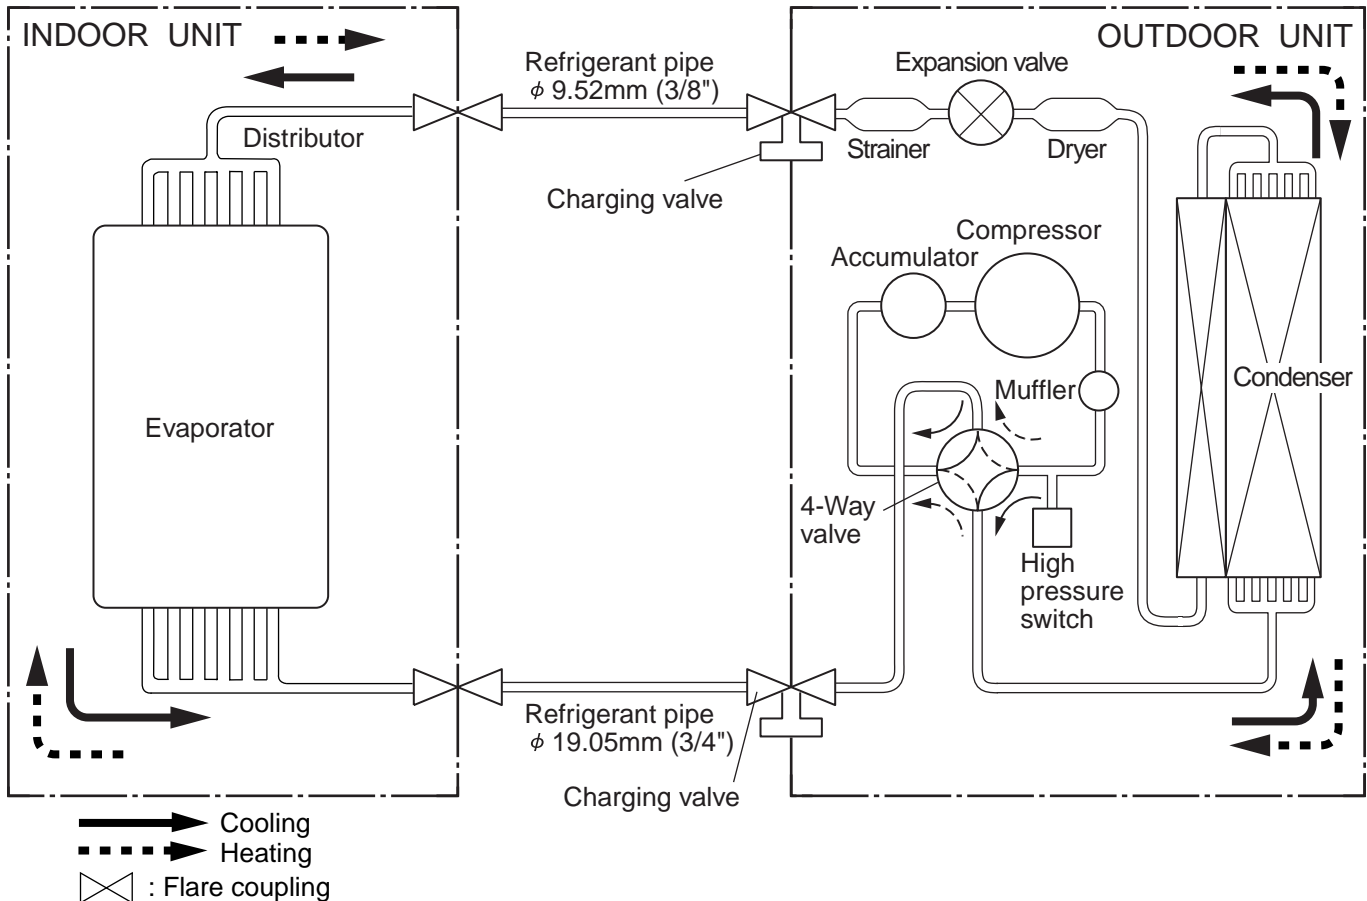 INDOOR UNIT
OUTDOOR UNIT
Refrigerant pipe
φ 9.52mm (3/8")
Expansion valve
Distributor
Strainer
Dryer
Charging valve
Compressor
Accumulator
Condenser
Muffler
Evaporator
4-Way
valve
High
pressure
switch
Refrigerant pipe
φ 19.05mm (3/4")
Charging valve
Cooling
Heating
: Flare coupling